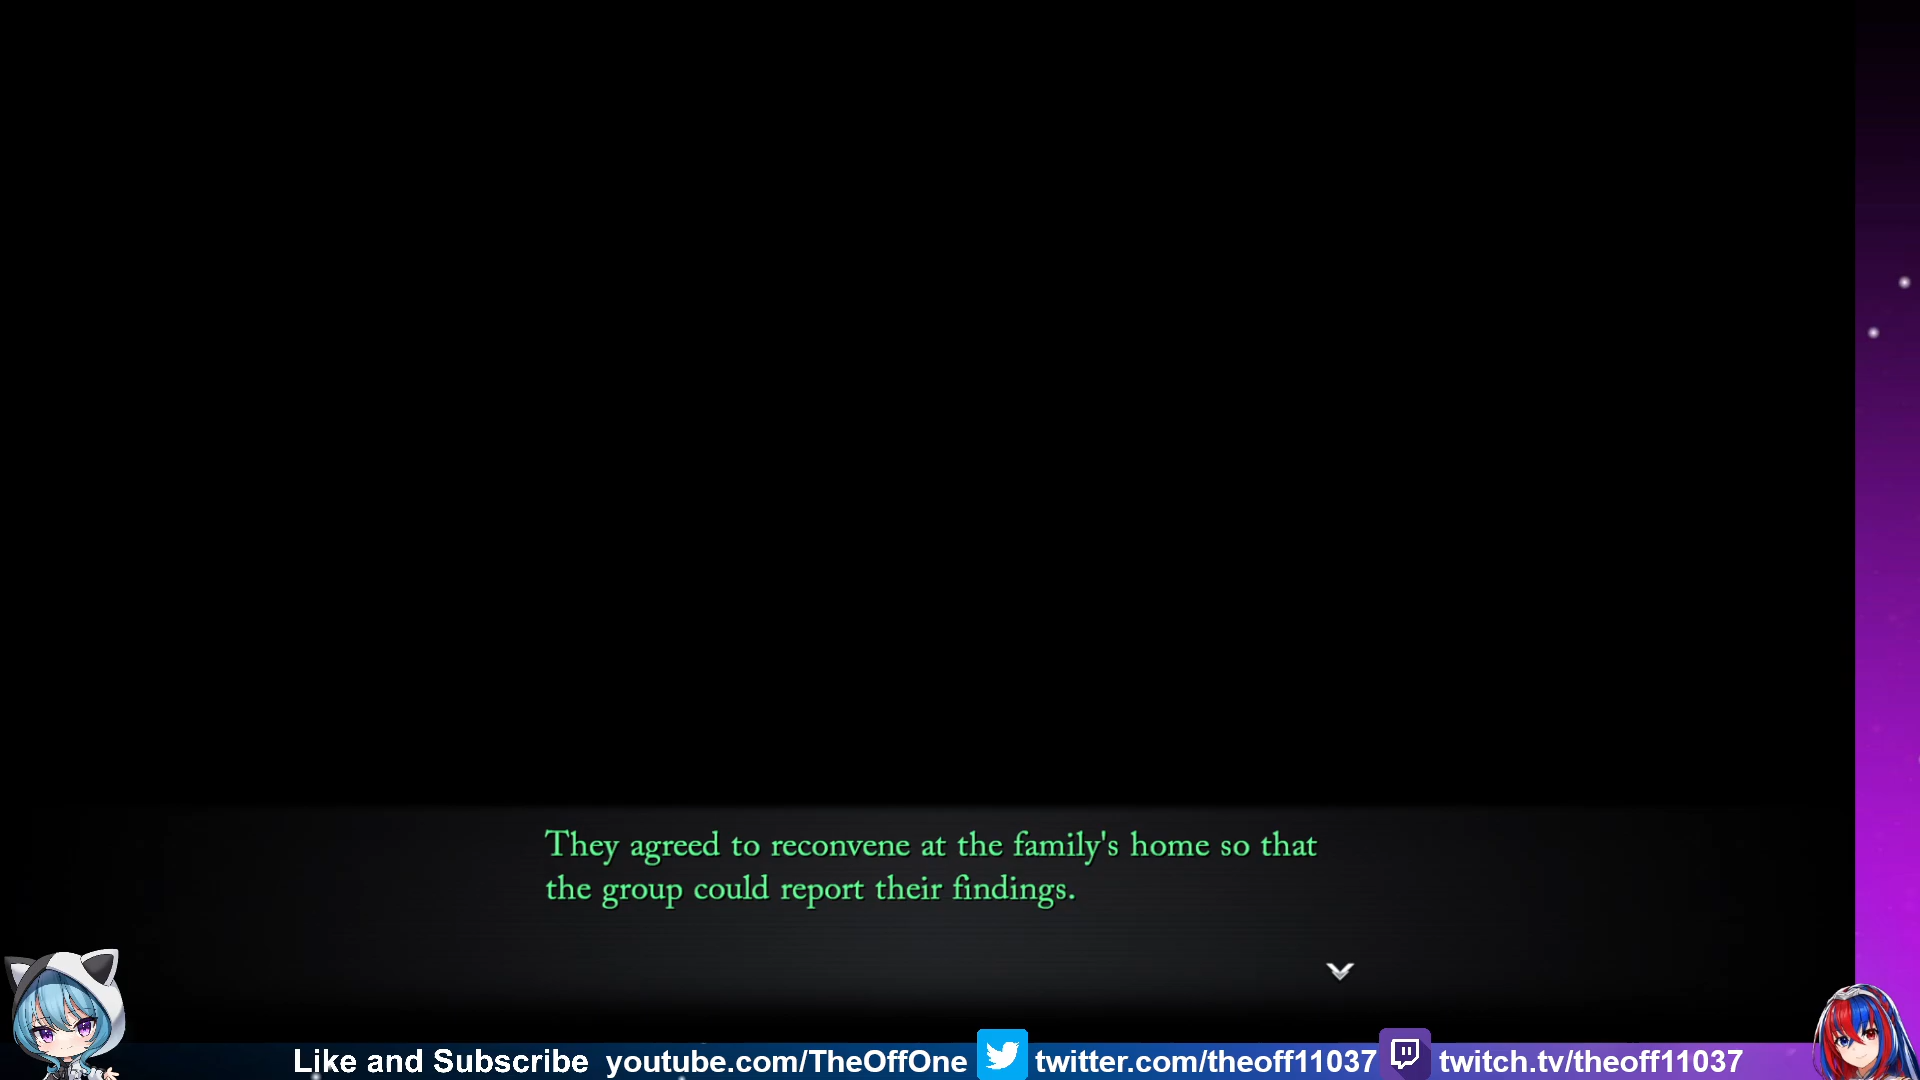 They agreed to reconvene at the family's home so that
the group could report their findings.
Like and Subscribe youtube.com/TheOffOne twitter.com/theoff11037 twitch.tv/theoff11037